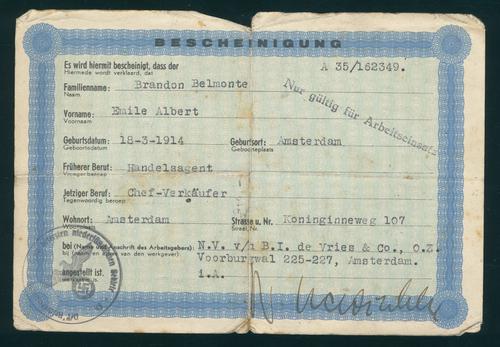 BESCHEINIGUNG
Es wird hiermit bescheinigt, dass der A 35/162349.
Hiermede wordt verklaard, dat
Familienname: Brandon Belmonte
Naam
Nur gültig für Arbeitseinsatz
Vorname: Emile Albert
Voornaam
Geburtsdatum: 18-3-1914 Geburtsort: Amsterdam
Geboortedatum Geboorteplaats
Früherer Beruf: Handelsagent
Vroeger beroep
Jetziger Beruf: Chef-Verkäufer
Tegenwoordig beroep
Wohnort: Amsterdam Strasse u. Nr. Koninginneweg 107
Woonplaats Straat, Nr.
bei (Name und Anschrift des Arbeitgebers): N.V. v/h B.I. de Vries & Co., O.Z.
bij (naam en adres van den werkgever) Voorburgwal 225-227, Amsterdam.
angestellt ist. i.A.